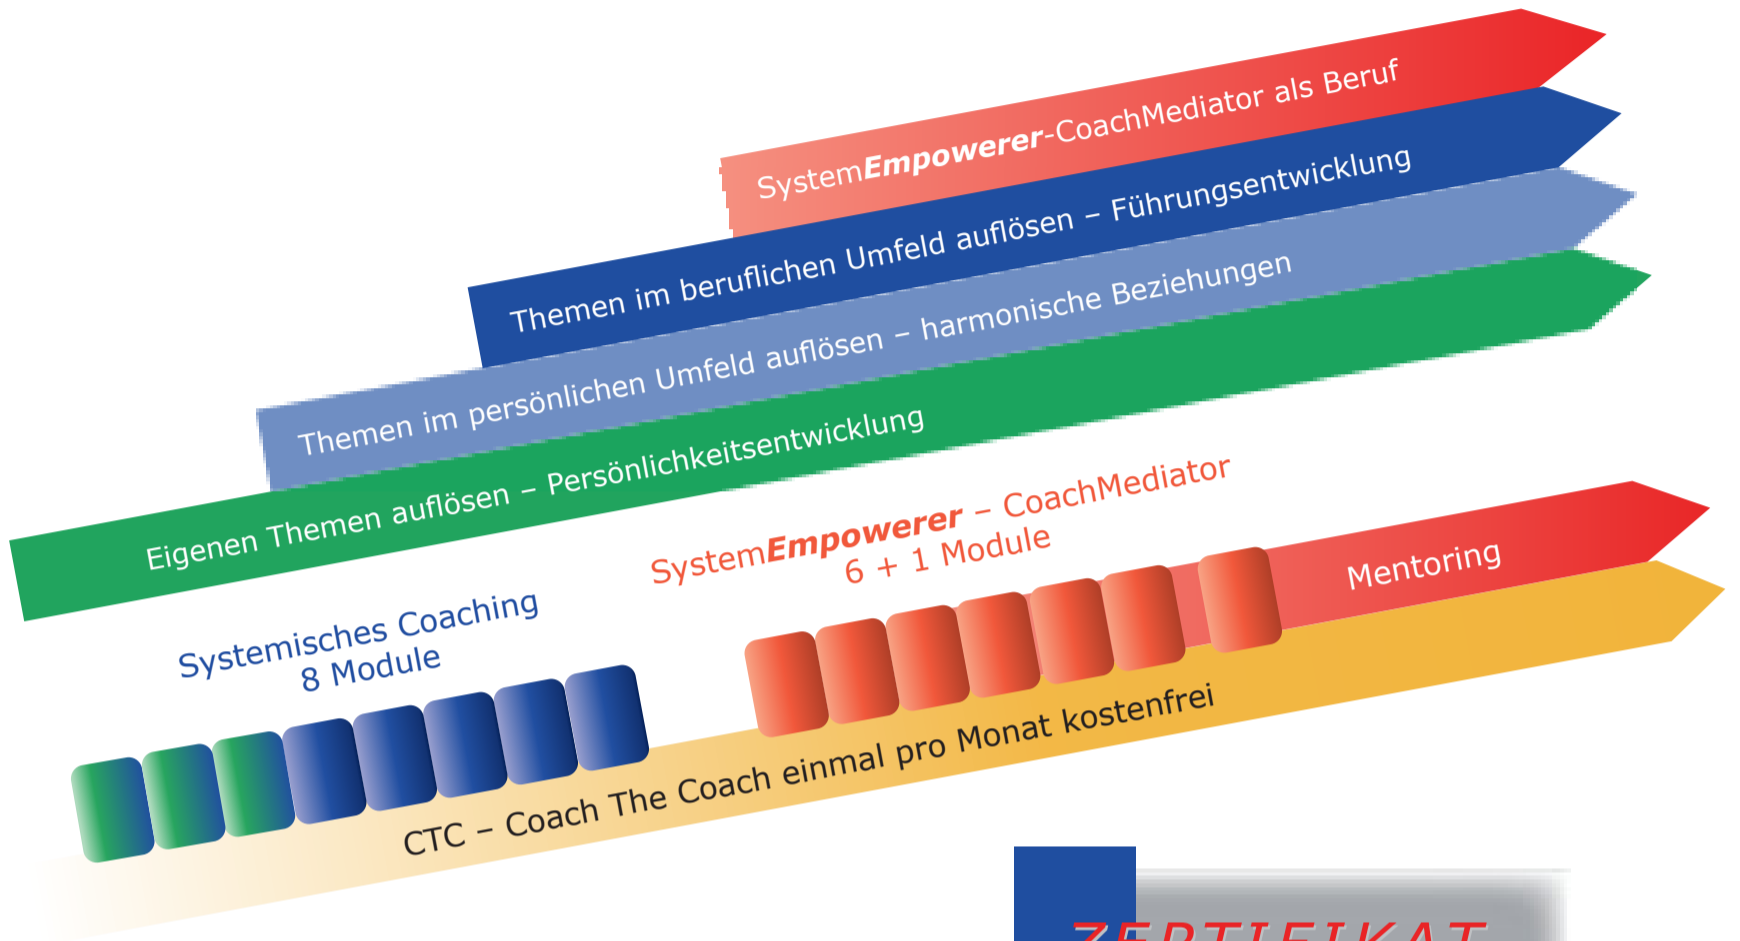 SystemEmpowerer-CoachMediator als Beruf
Themen im beruflichen Umfeld auflösen – Führungsentwicklung
Themen im persönlichen Umfeld auflösen – harmonische Beziehungen
Eigenen Themen auflösen – Persönlichkeitsentwicklung
SystemEmpowerer – CoachMediator
6 + 1 Module
Mentoring
Systemisches Coaching
8 Module
CTC – Coach The Coach einmal pro Monat kostenfrei
ZERTIFIKAT